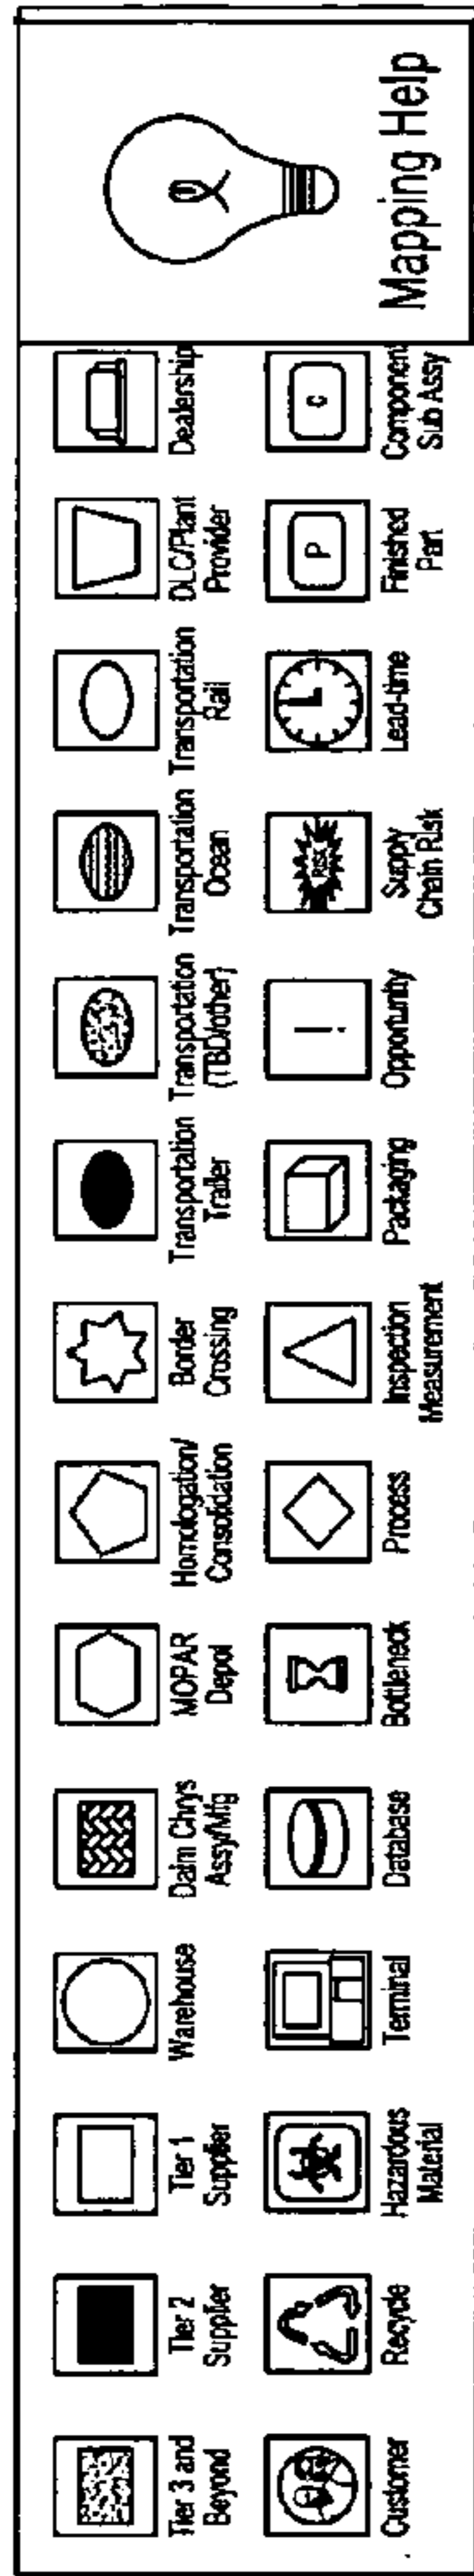 Tier 3 and
Beyond
Tier 2
Supplier
Tier 1
Supplier
Warehouse
Daim Chrys
Assy/Mfg
MOPAR
Depot
Homologation/
Consolidation
Border
Crossing
Transportation
Trailer
Transportation
(TBD/other)
Transportation
Ocean
Transportation
Rail
DLC/Plant
Provider
Dealership
Customer
Recycle
Hazardous
Material
Terminal
Database
Bottleneck
Process
Inspection
Measurement
Packaging
!
Opportunity
RISK
Supply
Chain Risk
Lead-time
P
Finished
Part
c
Component
Sub Assy
Mapping Help